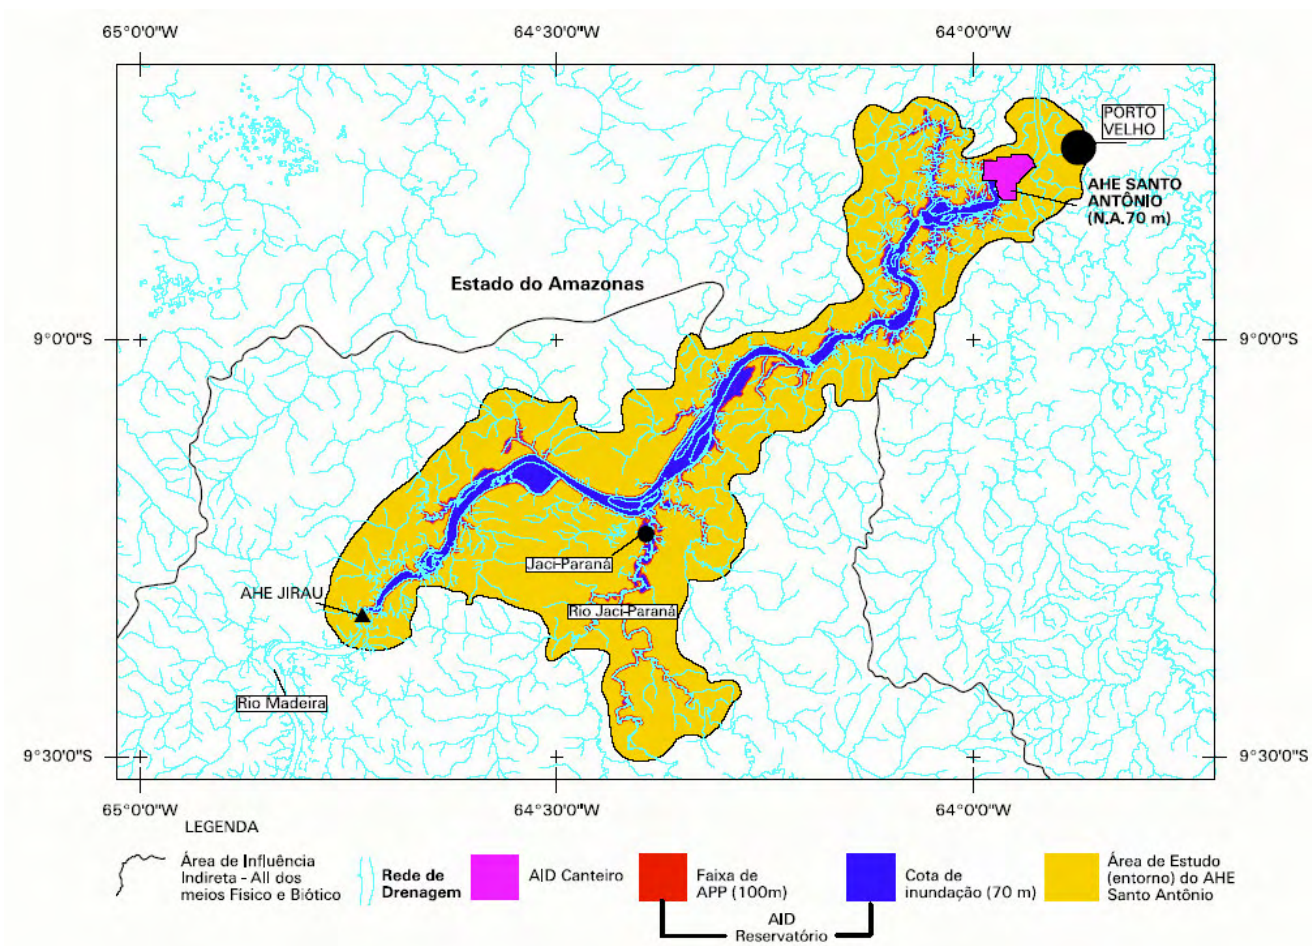 65°0'0"W
64°30'0"W
64°0'0"W
PORTO
VELHO
AHE SANTO
ANTÔNIO
(N.A.70 m)
Estado do Amazonas
9°0'0"S
9°0'0"S
Jaci-Paraná
AHE JIRAU
Rio Jaci-Paraná
Rio Madeira
9°30'0"S
9°30'0"S
65°0'0"W
64°30'0"W
64°0'0"W
LEGENDA
Área de Influência
Indireta - AII dos
meios Físico e Biótico
Rede de
Drenagem
AID Canteiro
Faixa de
APP (100m)
Cota de
inundação (70 m)
Área de Estudo
(entorno) do AHE
Santo Antônio
AID
Reservatório